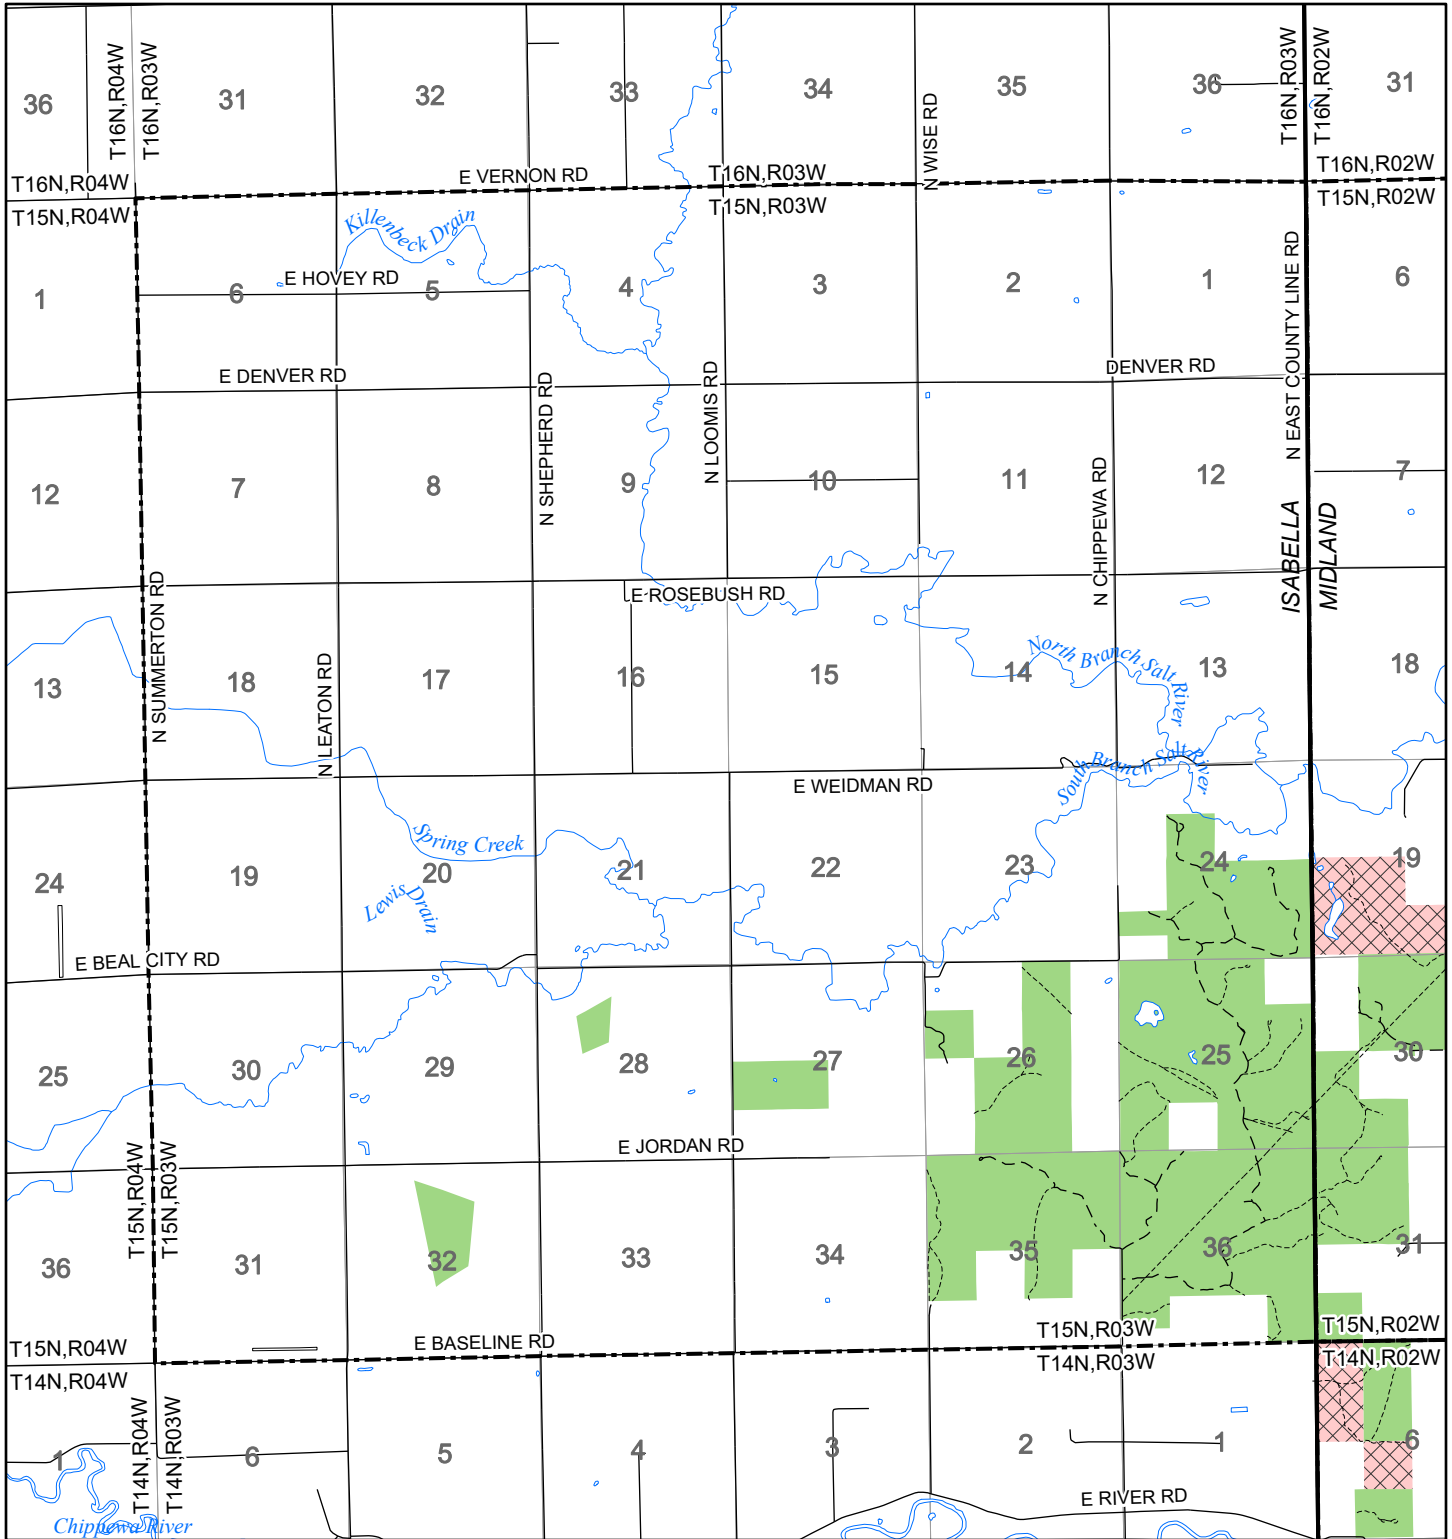 36
31
32
33
34
35
36
31
T16N,R04W
T16N,R03W
N WISE RD
T16N,R03W
T16N,R02W
T16N,R04W
E VERNON RD
T16N,R03W
T16N,R02W
T15N,R04W
T15N,R03W
T15N,R02W
Killenbeck Drain
1
6
E HOVEY RD
5
4
3
2
1
6
N EAST COUNTY LINE RD
E DENVER RD
DENVER RD
N SHEPHERD RD
N LOOMIS RD
N CHIPPEWA RD
12
7
8
9
10
11
12
7
ISABELLA
MIDLAND
E ROSEBUSH RD
N SUMMERTON RD
N LEATON RD
North Branch Salt River
13
18
17
16
15
14
13
18
South Branch Salt River
E WEIDMAN RD
Spring Creek
24
19
20
21
22
23
24
19
Lewis Drain
E BEAL CITY RD
25
30
29
28
27
26
25
30
E JORDAN RD
T15N,R04W
T15N,R03W
36
31
32
33
34
35
36
31
T15N,R04W
E BASELINE RD
T15N,R03W
T15N,R02W
T14N,R04W
T14N,R03W
T14N,R02W
T14N,R04W
T14N,R03W
1
6
5
4
3
2
1
6
E RIVER RD
Chippewa River